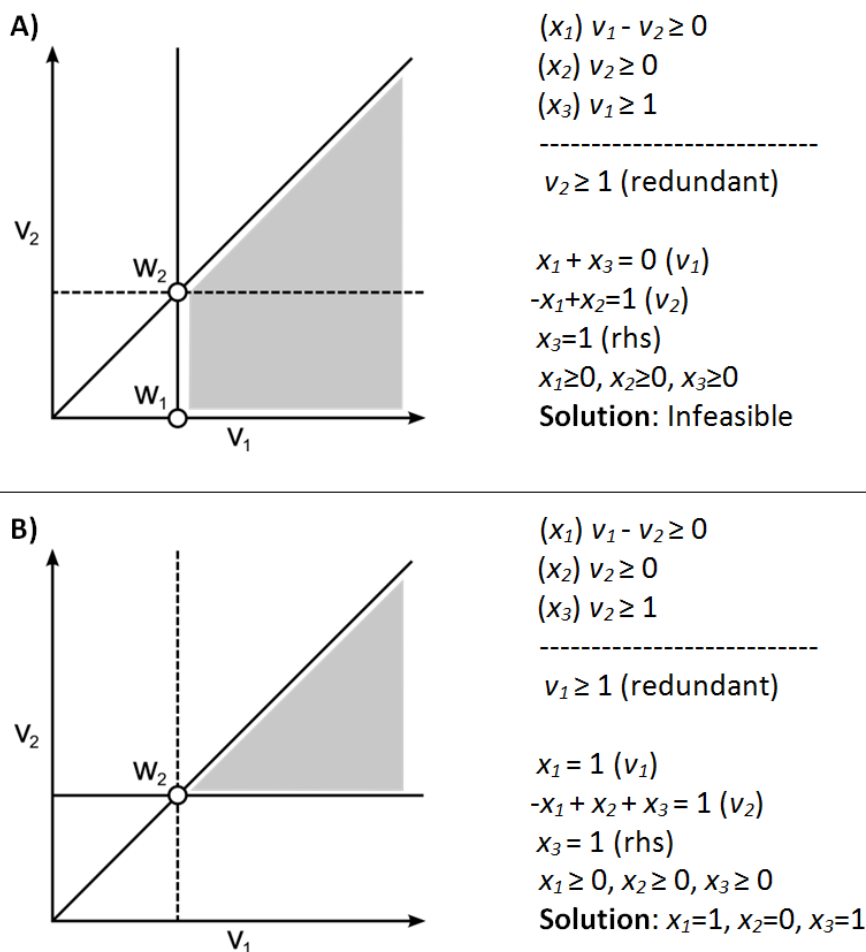 A)
(x₁) v₁ - v₂ ≥ 0
(x₂) v₂ ≥ 0
(x₃) v₁ ≥ 1
---------------------------
v₂ ≥ 1 (redundant)
V₂
W₂
W₁
V₁
x₁ + x₃ = 0 (v₁)
-x₁+x₂=1 (v₂)
x₃=1 (rhs)
x₁≥0, x₂≥0, x₃≥0
Solution: Infeasible
B)
(x₁) v₁ - v₂ ≥ 0
(x₂) v₂ ≥ 0
(x₃) v₂ ≥ 1
---------------------------
v₁ ≥ 1 (redundant)
V₂
W₂
V₁
x₁ = 1 (v₁)
-x₁ + x₂ + x₃ = 1 (v₂)
x₃ = 1 (rhs)
x₁ ≥ 0, x₂ ≥ 0, x₃ ≥ 0
Solution: x₁=1, x₂=0, x₃=1